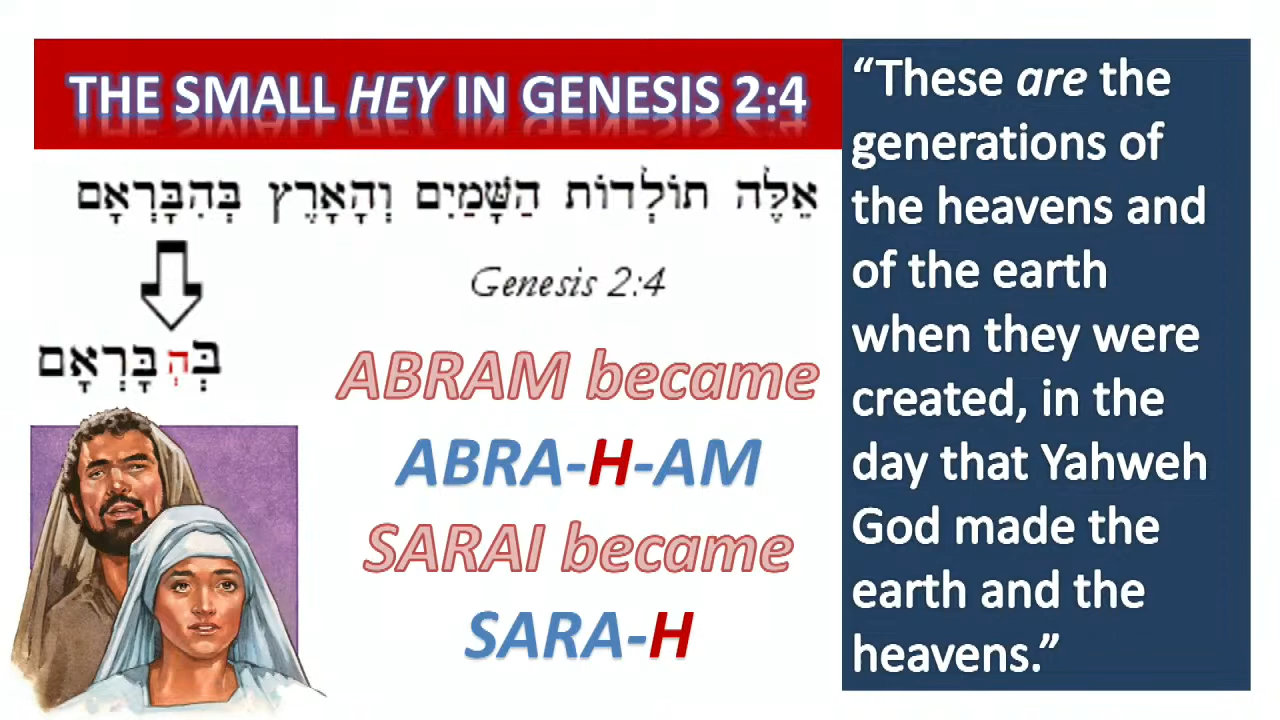 THE SMALL HEY IN GENESIS 2:4
אֵלֶּה תוֹלְדוֹת הַשָּׁמַיִם וְהָאָרֶץ בְּהִבָּרְאָם
Genesis 2:4
בְּהִבָּרְאָם
ABRAM became
ABRA-H-AM
SARAI became
SARA-H
“These are the
generations of
the heavens and
of the earth
when they were
created, in the
day that Yahweh
God made the
earth and the
heavens.”